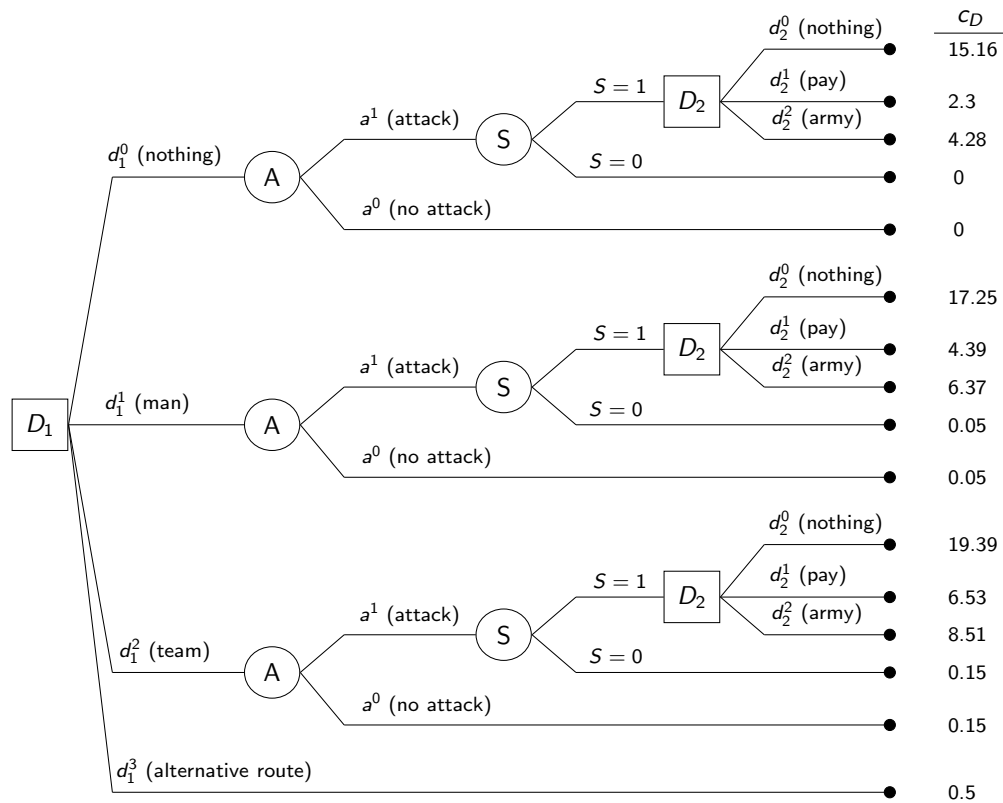 c_D
d_2^0 (nothing)
15.16
S = 1
D_2
d_2^1 (pay)
2.3
a^1 (attack)
S
d_2^2 (army)
4.28
d_1^0 (nothing)
A
S = 0
0
a^0 (no attack)
0
d_2^0 (nothing)
17.25
S = 1
D_2
d_2^1 (pay)
4.39
a^1 (attack)
S
d_2^2 (army)
6.37
D_1
d_1^1 (man)
A
S = 0
0.05
a^0 (no attack)
0.05
d_2^0 (nothing)
19.39
S = 1
D_2
d_2^1 (pay)
6.53
a^1 (attack)
S
d_2^2 (army)
8.51
d_1^2 (team)
A
S = 0
0.15
a^0 (no attack)
0.15
d_1^3 (alternative route)
0.5